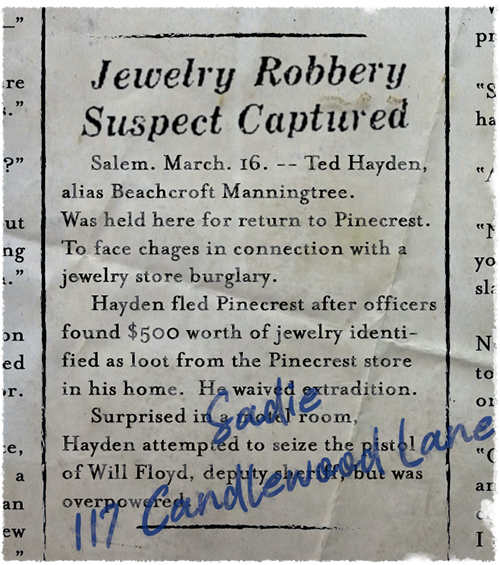 Jewelry Robbery
Suspect Captured
Salem. March. 16. -- Ted Hayden,
alias Beachcroft Manningtree.
Was held here for return to Pinecrest.
To face chages in connection with a
jewelry store burglary.
Hayden fled Pinecrest after officers
found $500 worth of jewelry identi-
fied as loot from the Pinecrest store
in his home. He waived extradition.
Surprised in a motel room,
Hayden attempted to seize the pistol
of Will Floyd, deputy sheriff, but was
overpowered.
Sadie
117 Candlewood Lane